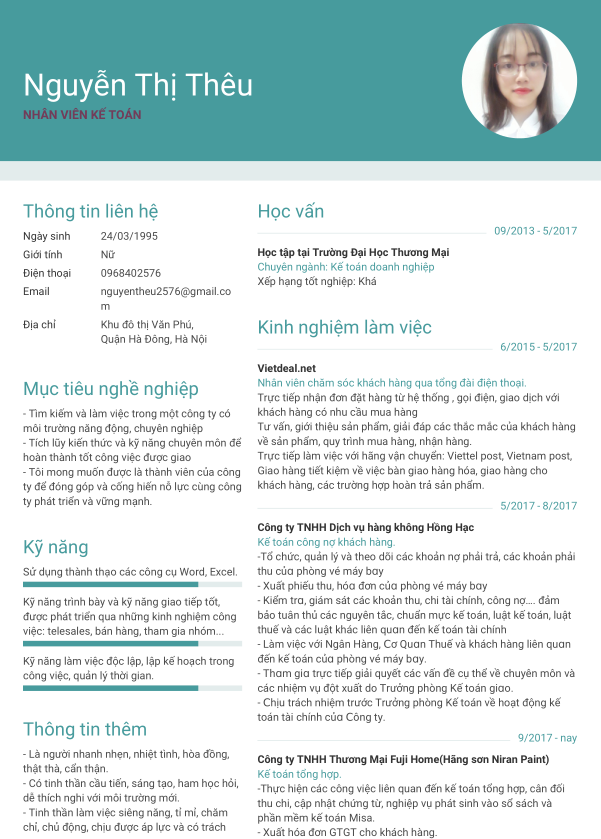 Nguyễn Thị Thêu
NHÂN VIÊN KẾ TOÁN
Thông tin liên hệ
Ngày sinh 24/03/1995
Giới tính Nữ
Điện thoại 0968402576
Email nguyentheu2576@gmail.co
m
Địa chỉ Khu đô thị Văn Phú,
Quận Hà Đông, Hà Nội
Mục tiêu nghề nghiệp
- Tìm kiếm và làm việc trong một công ty có
môi trường năng động, chuyên nghiệp
- Tích lũy kiến thức và kỹ năng chuyên môn để
hoàn thành tốt công việc được giao
- Tôi mong muốn được là thành viên của công
ty để đóng góp và cống hiến nỗ lực cùng công
ty phát triển và vững mạnh.
Kỹ năng
Sử dụng thành thạo các công cụ Word, Excel.
Kỹ năng trình bày và kỹ năng giao tiếp tốt,
được phát triển qua những kinh nghiệm công
việc: telesales, bán hàng, tham gia nhóm...
Kỹ năng làm việc độc lập, lập kế hoạch trong
công việc, quản lý thời gian.
Thông tin thêm
- Là người nhanh nhẹn, nhiệt tình, hòa đồng,
thật thà, cẩn thận.
- Có tinh thần cầu tiến, sáng tạo, ham học hỏi,
dễ thích nghi với môi trường mới.
- Tinh thần làm việc siêng năng, tỉ mỉ, chăm
chỉ, chủ động, chịu được áp lực và có trách
Học vấn
09/2013 - 5/2017
Học tập tại Trường Đại Học Thương Mại
Chuyên ngành: Kế toán doanh nghiệp
Xếp hạng tốt nghiệp: Khá
Kinh nghiệm làm việc
6/2015 - 5/2017
Vietdeal.net
Nhân viên chăm sóc khách hàng qua tổng đài điện thoại.
Trực tiếp nhận đơn đặt hàng từ hệ thống , gọi điện, giao dịch với
khách hàng có nhu cầu mua hàng
Tư vấn, giới thiệu sản phẩm, giải đáp các thắc mắc của khách hàng
về sản phẩm, quy trình mua hàng, nhận hàng.
Trực tiếp làm việc với hãng vận chuyển: Viettel post, Vietnam post,
Giao hàng tiết kiệm về việc bàn giao hàng hóa, giao hàng cho
khách hàng, các trường hợp hoàn trả sản phẩm.
5/2017 - 8/2017
Công ty TNHH Dịch vụ hàng không Hồng Hạc
Kế toán công nợ khách hàng.
-Tổ chức, quản lý và theo dõi các khoản nợ phải trả, các khoản phải
thu của phòng vé máy bay
- Xuất phiếu thu, hóa đơn của phòng vé máy bay
- Kiểm tra, giám sát các khoản thu, chi tài chính, công nợ.... đảm
bảo tuân thủ các nguyên tắc, chuẩn mực kế toán, luật kế toán, luật
thuế và các luật khác liên quan đến kế toán tài chính
- Làm việc với Ngân Hàng, Cơ Quan Thuế và khách hàng liên quan
đến kế toán của phòng vé máy bay.
- Tham gia trực tiếp giải quyết các vấn đề cụ thể về chuyên môn và
các nhiệm vụ đột xuất do Trưởng phòng Kế toán giao.
- Chịu trách nhiệm trước Trưởng phòng Kế toán về hoạt động kế
toán tài chính của Công ty.
9/2017 - nay
Công ty TNHH Thương Mại Fuji Home(Hãng sơn Niran Paint)
Kế toán tổng hợp.
-Thực hiện các công việc liên quan đến kế toán tổng hợp, cân đối
thu chi, cập nhật chứng từ, nghiệp vụ phát sinh vào sổ sách và
phần mềm kế toán Misa.
- Xuất hóa đơn GTGT cho khách hàng.